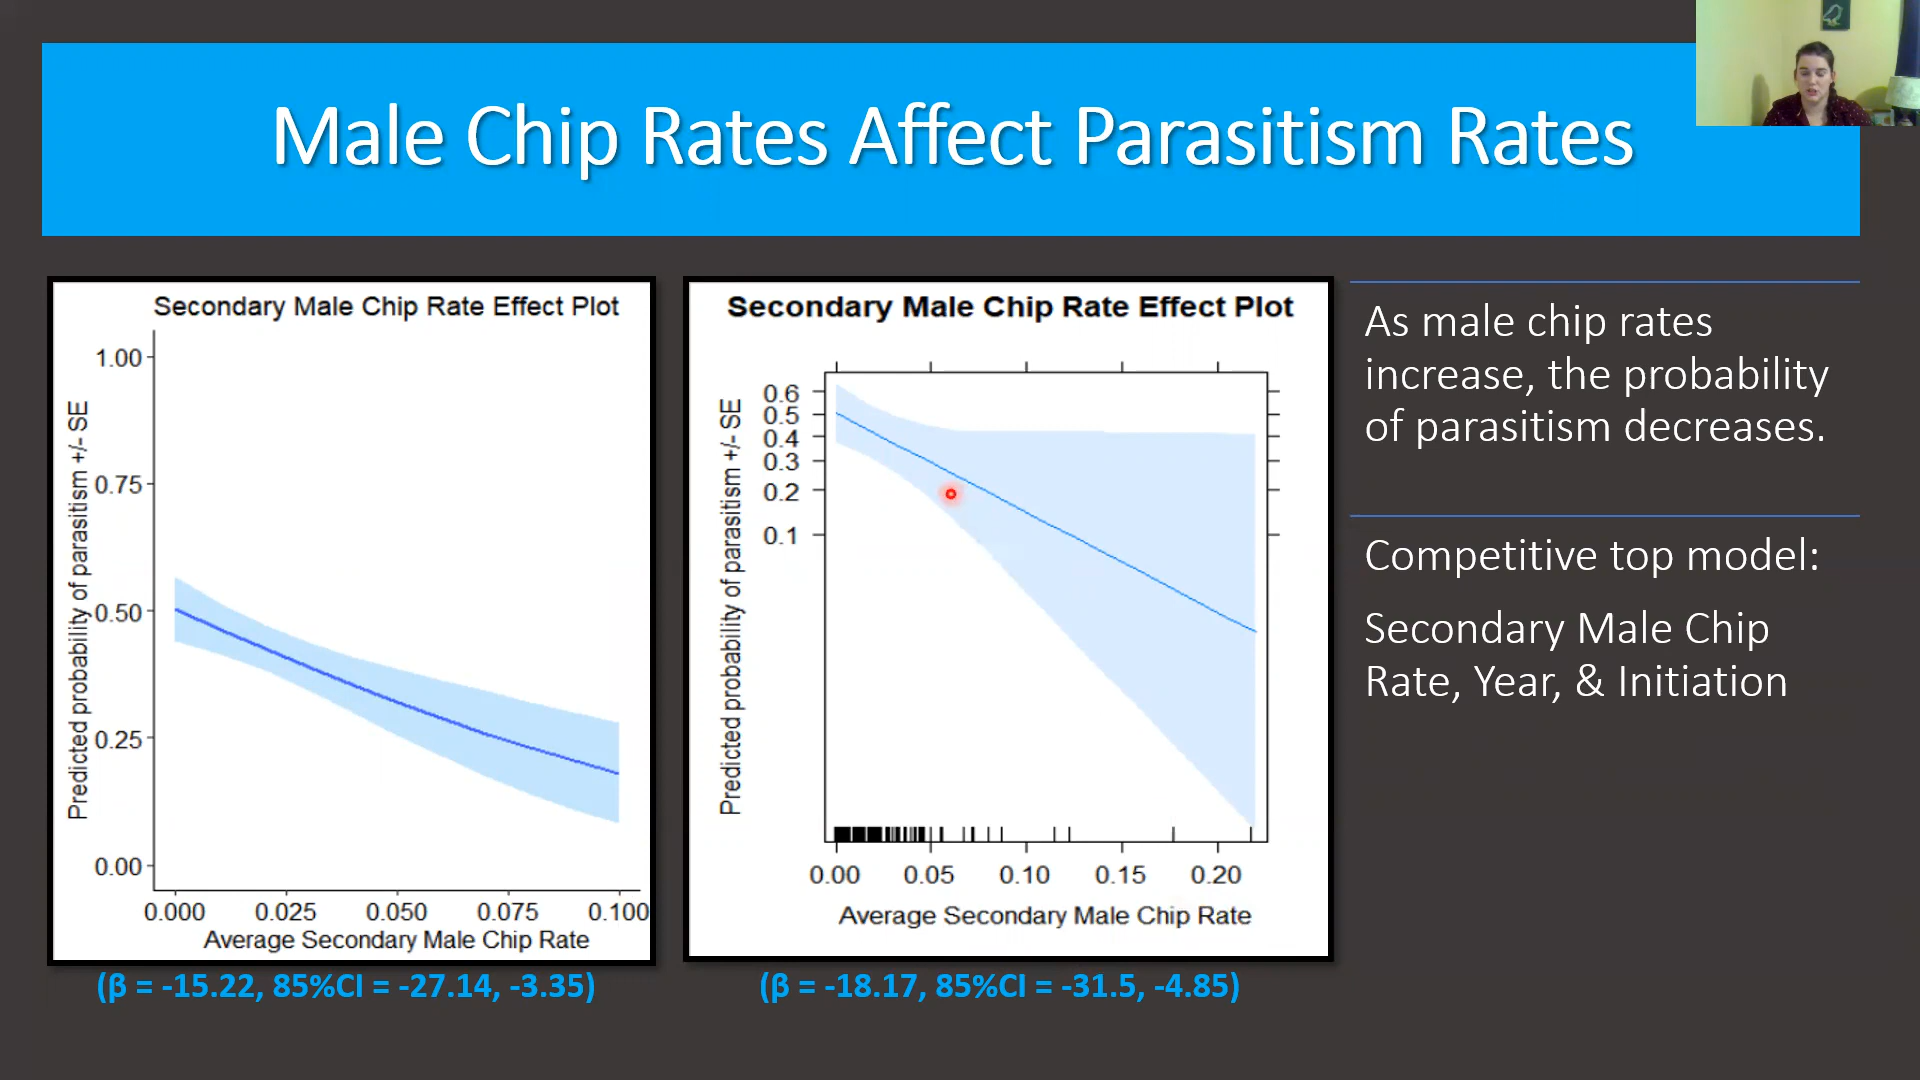 Male Chip Rates Affect Parasitism Rates
Secondary Male Chip Rate Effect Plot
Predicted probability of parasitism +/- SE
1.00
0.75
0.50
0.25
0.00
0.000 0.025 0.050 0.075 0.100
Average Secondary Male Chip Rate
(β = -15.22, 85%CI = -27.14, -3.35)
Secondary Male Chip Rate Effect Plot
Predicted probability of parasitism +/- SE
0.6
0.5
0.4
0.3
0.2
0.1
0.00 0.05 0.10 0.15 0.20
Average Secondary Male Chip Rate
(β = -18.17, 85%CI = -31.5, -4.85)
As male chip rates
increase, the probability
of parasitism decreases.
Competitive top model:
Secondary Male Chip
Rate, Year, & Initiation